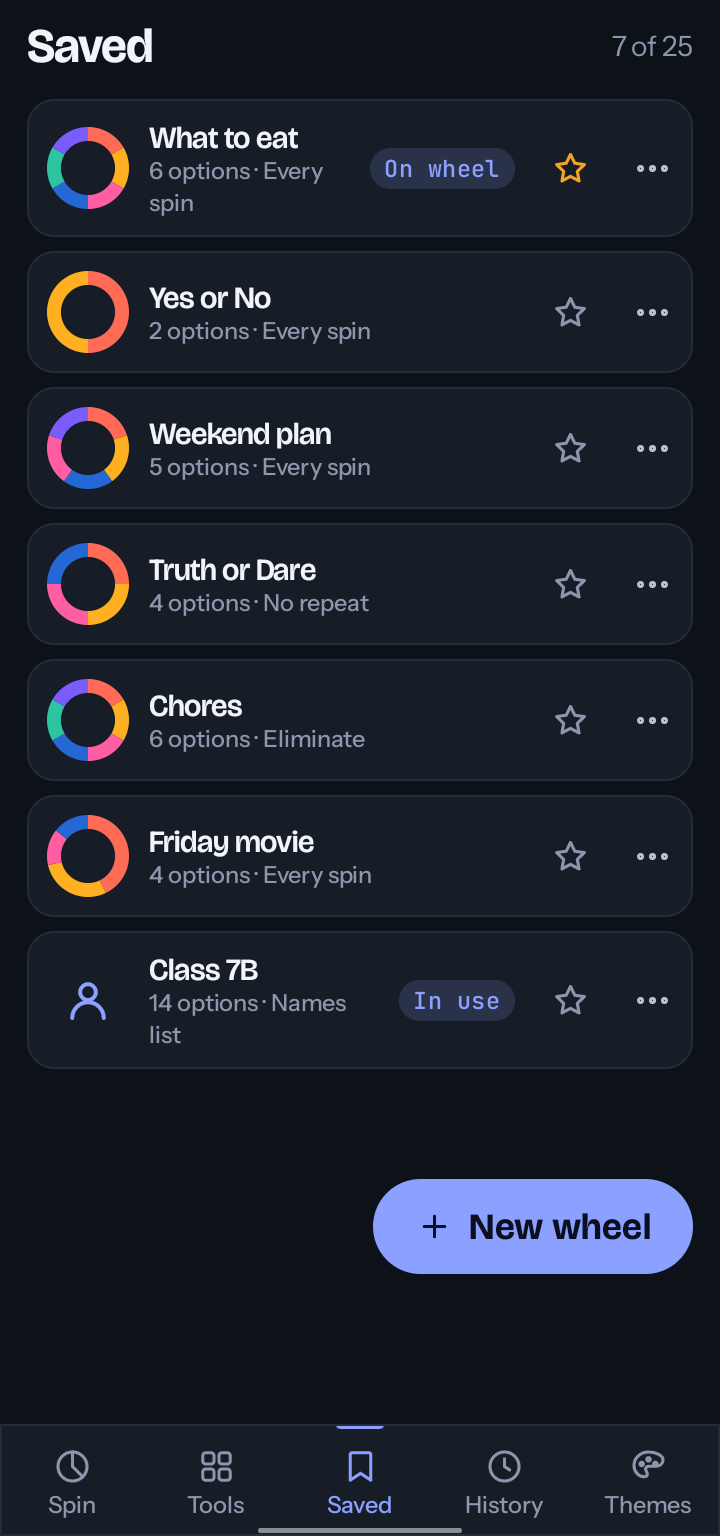 Saved
7 of 25
What to eat
6 options · Every
spin
On wheel
Yes or No
2 options · Every spin
Weekend plan
5 options · Every spin
Truth or Dare
4 options · No repeat
Chores
6 options · Eliminate
Friday movie
4 options · Every spin
Class 7B
14 options · Names
list
In use
+ New wheel
Spin
Tools
Saved
History
Themes